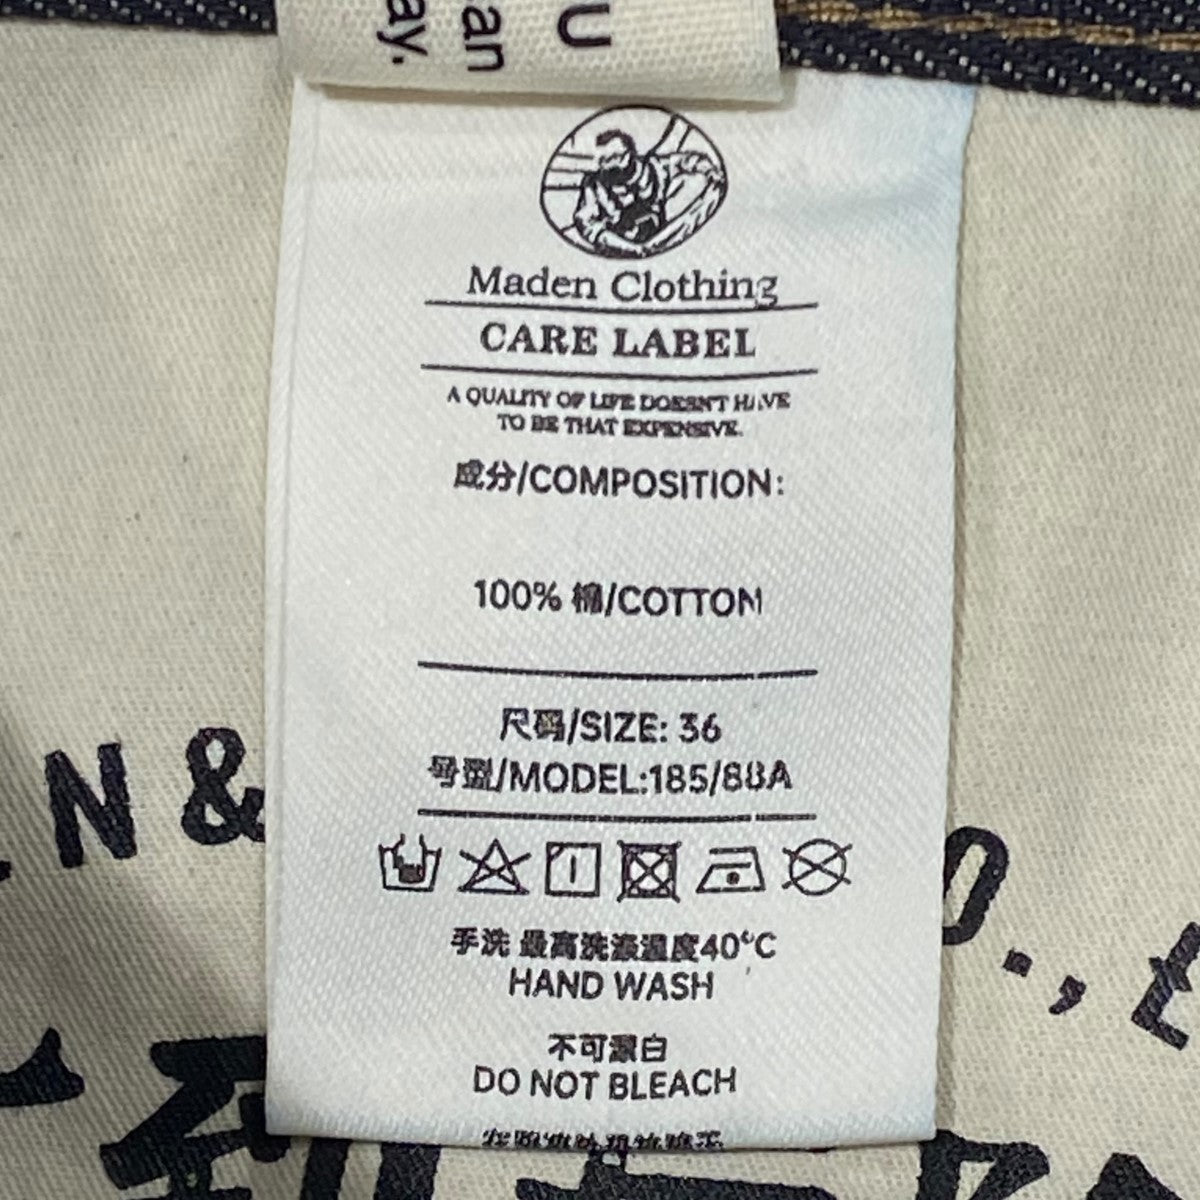 U
an
ay.
Maden Clothing
CARE LABEL
A QUALITY OF LIFE DOESN'T HAVE
TO BE THAT EXPENSIVE.
成分/COMPOSITION:
100% 棉/COTTON
尺码/SIZE: 36
号型/MODEL:185/88A
手洗 最高洗涤温度40°C
HAND WASH
不可漂白
DO NOT BLEACH
N &
O., t